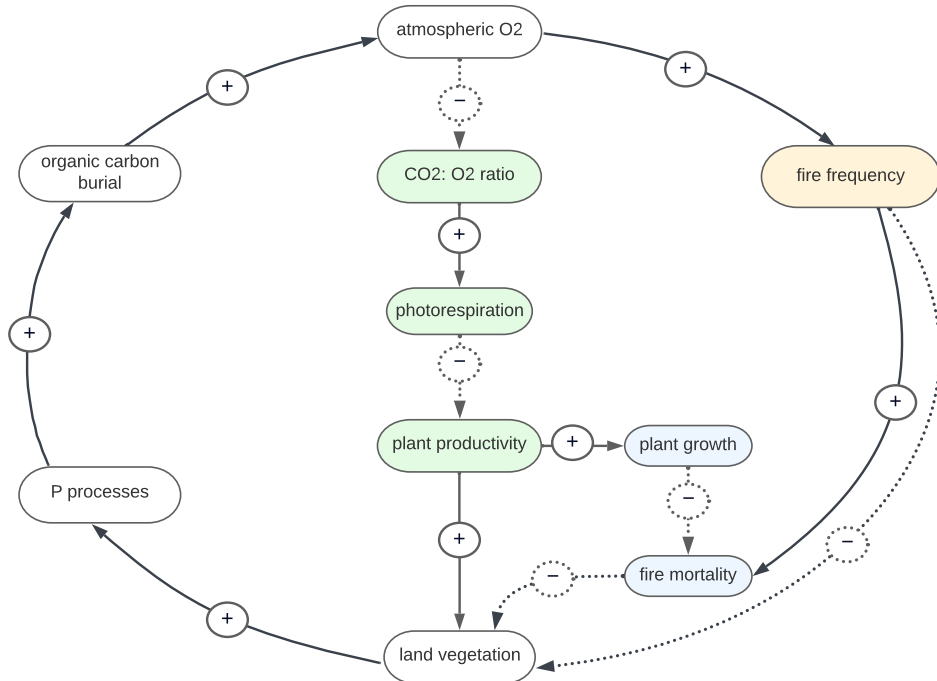 atmospheric O2
+
+
−
organic carbon
burial
CO2: O2 ratio
fire frequency
+
photorespiration
+
−
+
plant productivity
+
plant growth
P processes
−
+
−
fire mortality
−
+
land vegetation